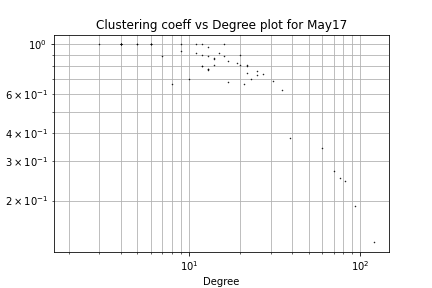 Clustering coeff vs Degree plot for May17
10⁰
6 × 10⁻¹
4 × 10⁻¹
3 × 10⁻¹
2 × 10⁻¹
10¹ 10²
Degree